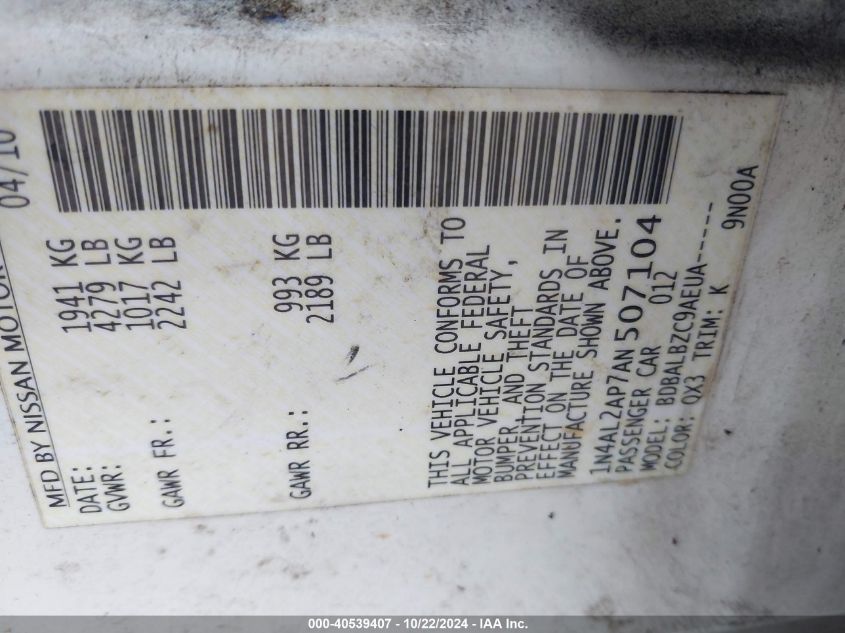 MFD BY NISSAN MOTOR
DATE: 04/10
GVWR: 1941 KG
4279 LB
GAWR FR.: 1017 KG
2242 LB
GAWR RR.: 993 KG
2189 LB
THIS VEHICLE CONFORMS TO
ALL APPLICABLE FEDERAL
MOTOR VEHICLE SAFETY,
BUMPER, AND THEFT
PREVENTION STANDARDS IN
EFFECT ON THE DATE OF
MANUFACTURE SHOWN ABOVE.
1N4AL2AP7AN507104
PASSENGER CAR 012
MODEL: BDBALBZC9AEUA-----
COLOR: QX3 TRIM: K 9N00A
000-40539407 - 10/22/2024 - IAA Inc.